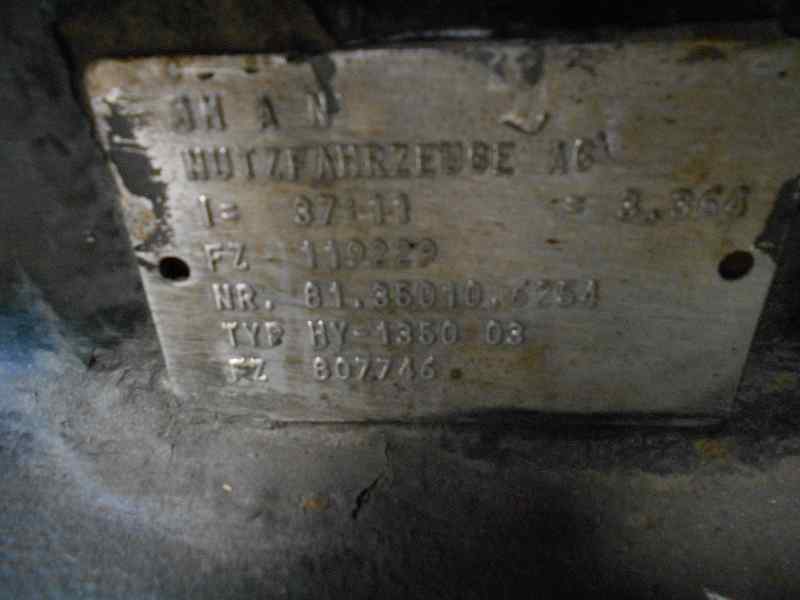 M A N
NUTZFAHRZEUGE AG
I= 37:11 = 3.364
FZ 119229
NR. 81.35010.6254
TYP HY-1350 03
FZ 807746